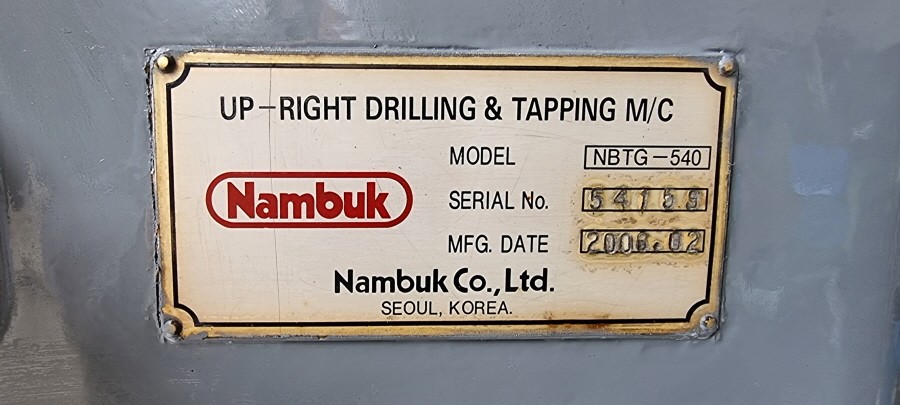 UP-RIGHT DRILLING & TAPPING M/C
MODEL NBTG-540
Nambuk
SERIAL No. 54159
MFG. DATE 2006.02
Nambuk Co., Ltd.
SEOUL, KOREA.